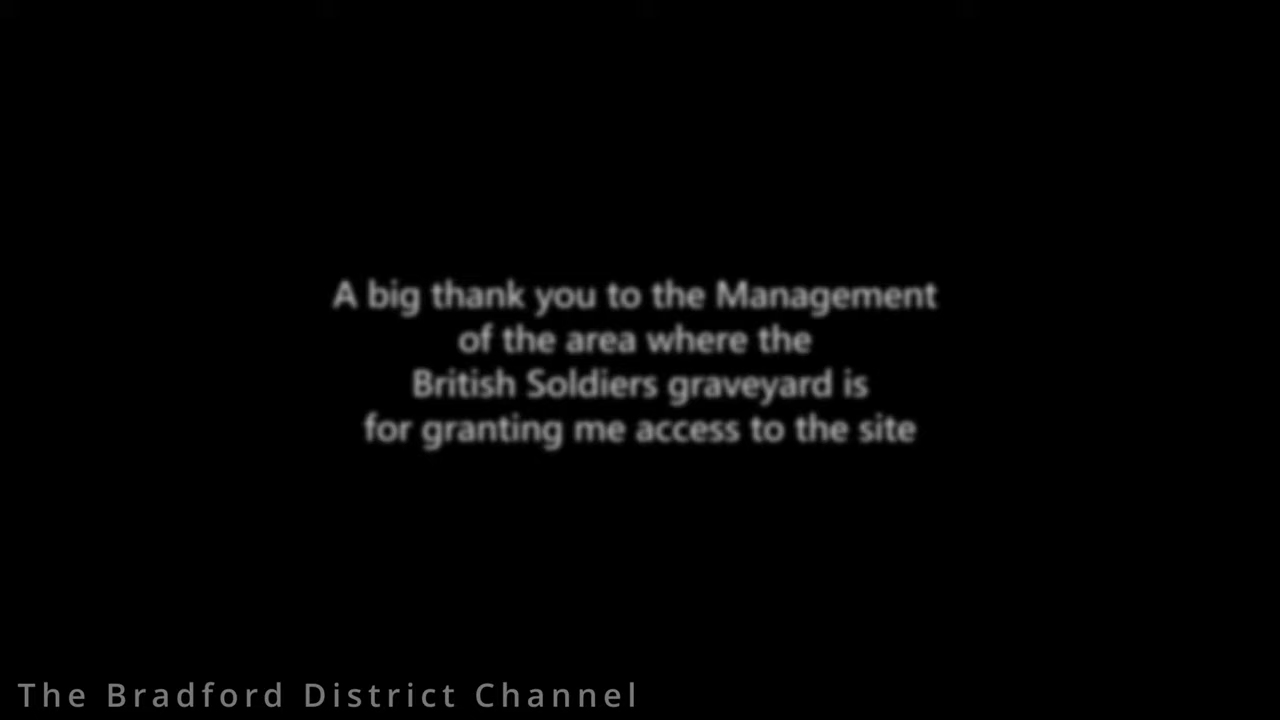 A big thank you to the Management
of the area where the
British Soldiers graveyard is
for granting me access to the site
The Bradford District Channel